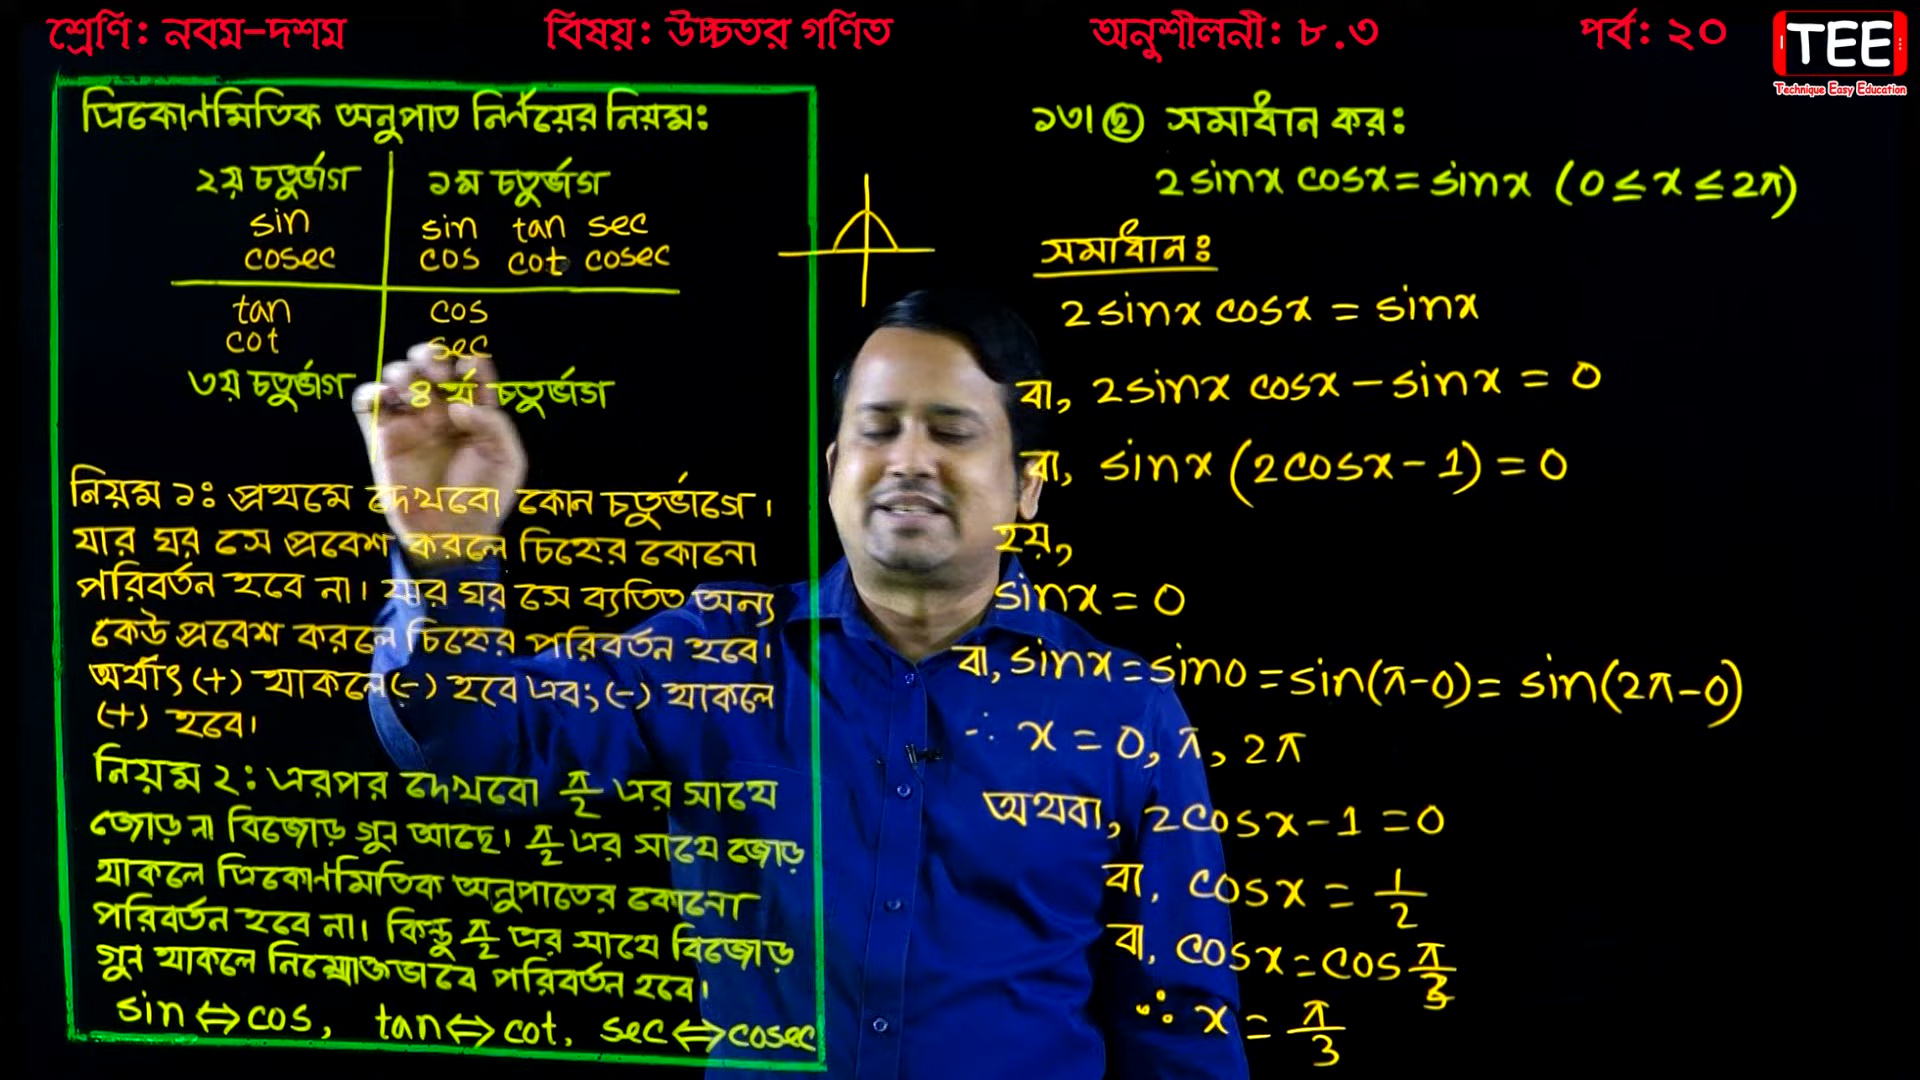 শ্রেণি: নবম-দশম
বিষয়: উচ্চতর গণিত
অনুশীলনী: ৮.৩
পর্ব: ২০
TEE
Technique Easy Education
ত্রিকোণমিতিক অনুপাত নির্ণয়ের নিয়ম:
২য় চতুর্ভাগ
১ম চতুর্ভাগ
sin
cosec
sin tan sec
cos cot cosec
tan
cot
cos
sec
৩য় চতুর্ভাগ
৪র্থ চতুর্ভাগ
নিয়ম ১: প্রথমে দেখবো কোন চতুর্ভাগে।
যার ঘর সে প্রবেশ করলে চিহ্নের কোনো
পরিবর্তন হবে না। যার ঘর সে ব্যতিত অন্য
কেউ প্রবেশ করলে চিহ্নের পরিবর্তন হবে।
অর্থাৎ (+) থাকলে (-) হবে এবং (-) থাকলে
(+) হবে।
নিয়ম ২: এরপর দেখবো π/2 এর সাথে
জোড় না বিজোড় গুন আছে। π/2 এর সাথে জোড়
থাকলে ত্রিকোণমিতিক অনুপাতের কোনো
পরিবর্তন হবে না। কিন্তু π/2 এর সাথে বিজোড়
গুন থাকলে নিম্মোক্তভাবে পরিবর্তন হবে।
sin⇔cos, tan⇔cot, sec⇔cosec
১৩। ছ সমাধান কর:
2sinx cosx = sinx (0≤x≤2π)
সমাধান:
2sinx cosx = sinx
বা, 2sinx cosx - sinx = 0
বা, sinx (2cosx - 1) = 0
হয়,
sinx = 0
বা, sinx = sin0 = sin(π-0) = sin(2π-0)
∴ x = 0, π, 2π
অথবা, 2cosx - 1 = 0
বা, cosx = 1/2
বা, cosx = cos π/3
∴ x = π/3